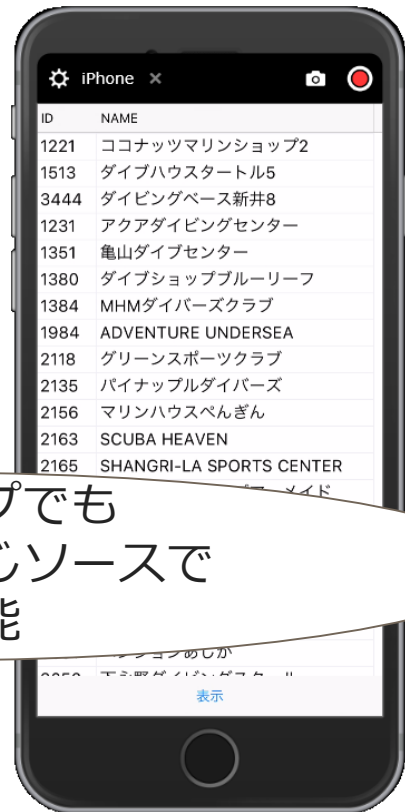 iPhone ×
ID NAME
1221 ココナッツマリンショップ2
1513 ダイブハウスタートル5
3444 ダイビングベース新井8
1231 アクアダイビングセンター
1351 亀山ダイブセンター
1380 ダイブショップブルーリーフ
1384 MHMダイバーズクラブ
1984 ADVENTURE UNDERSEA
2118 グリーンスポーツクラブ
2135 パイナップルダイバーズ
2156 マリンハウスぺんぎん
2163 SCUBA HEAVEN
2165 SHANGRI-LA SPORTS CENTER
プでも
じソースで
能
表示